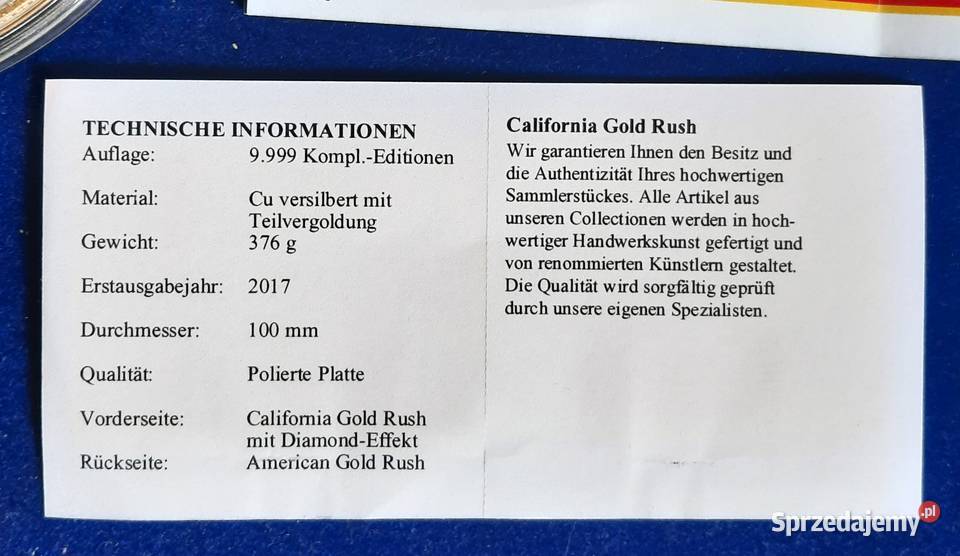 TECHNISCHE INFORMATIONEN
Auflage: 9.999 Kompl.-Editionen
Material: Cu versilbert mit
Teilvergoldung
Gewicht: 376 g
Erstausgabejahr: 2017
Durchmesser: 100 mm
Qualität: Polierte Platte
Vorderseite: California Gold Rush
mit Diamond-Effekt
Rückseite: American Gold Rush
California Gold Rush
Wir garantieren Ihnen den Besitz und
die Authentizität Ihres hochwertigen
Sammlerstückes. Alle Artikel aus
unseren Collectionen werden in hoch-
wertiger Handwerkskunst gefertigt und
von renommierten Künstlern gestaltet.
Die Qualität wird sorgfältig geprüft
durch unsere eigenen Spezialisten.
Sprzedajemy.pl